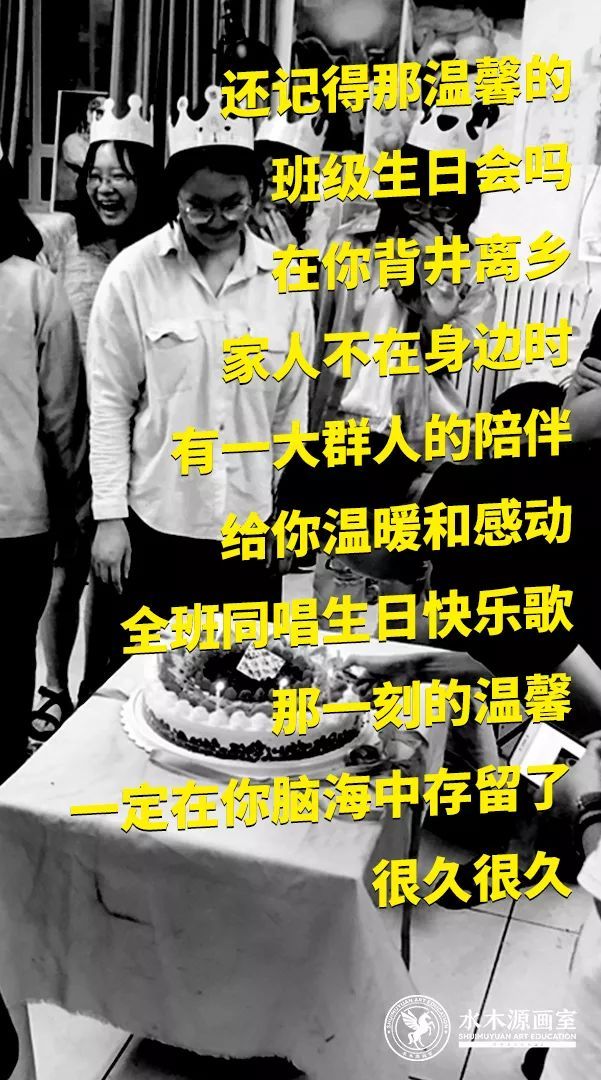 还记得那温馨的
班级生日会吗
在你背井离乡
家人不在身边时
有一大群人的陪伴
给你温暖和感动
全班同唱生日快乐歌
那一刻的温馨
一定在你脑海中存留了
很久很久
SHUIMUYUAN ART EDUCATION
水木源画室
SHUIMUYUAN ART EDUCATION